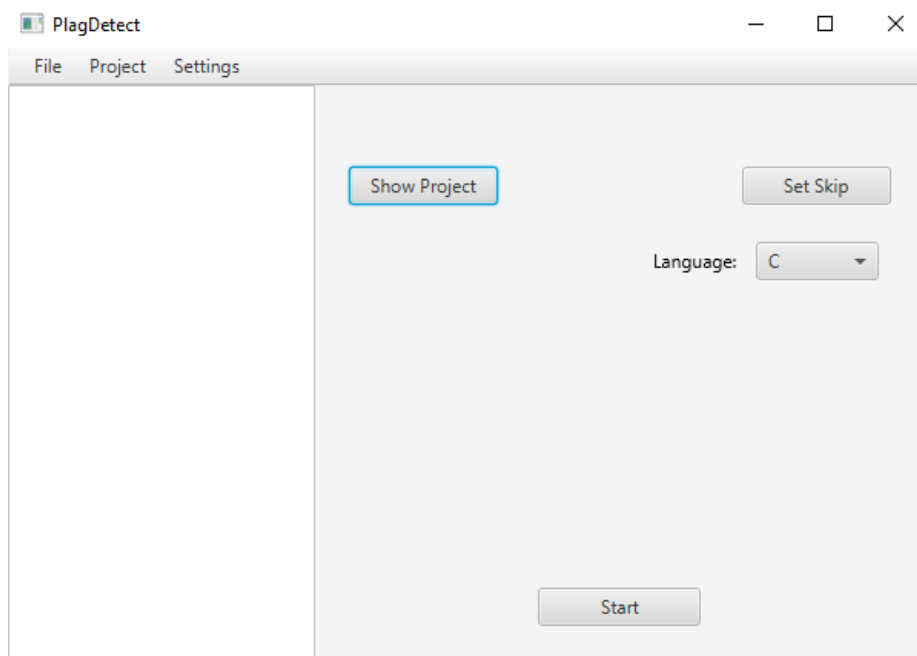 PlagDetect
File Project Settings
Show Project Set Skip
Language: C
Start